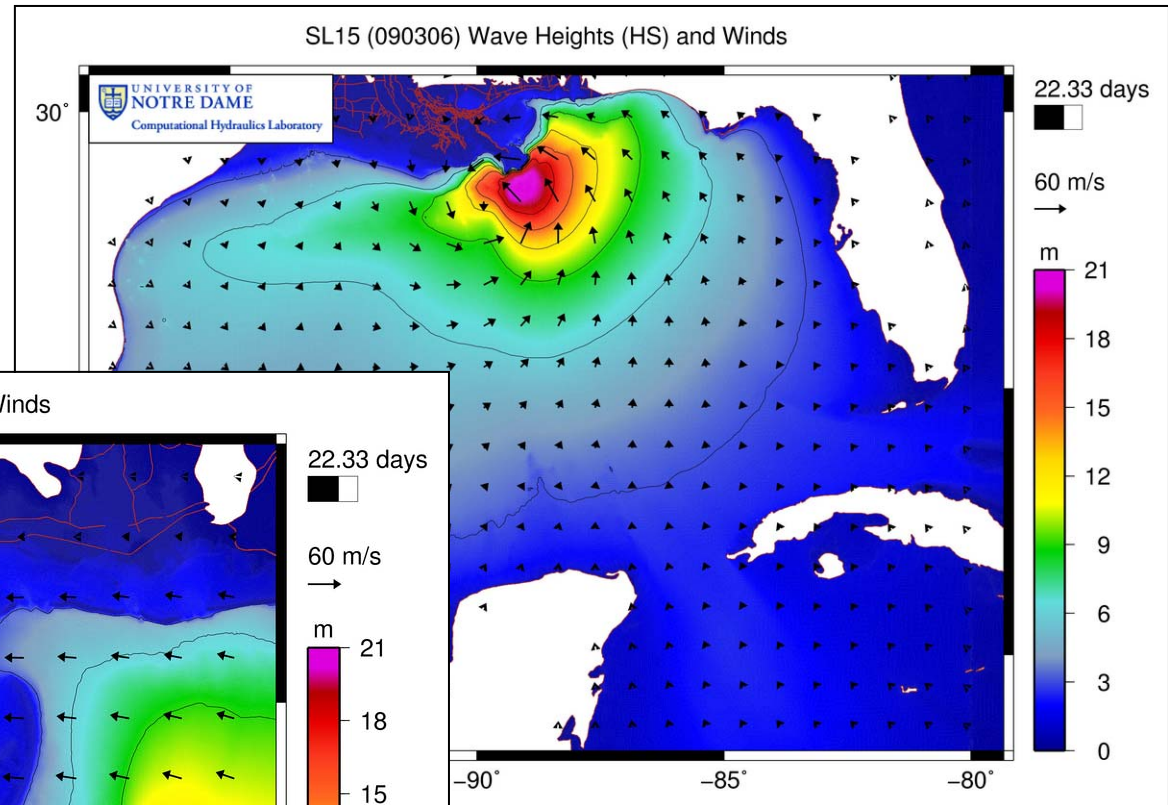 SL15 (090306) Wave Heights (HS) and Winds
UNIVERSITY OF
NOTRE DAME
Computational Hydraulics Laboratory
30°
22.33 days
60 m/s
m
21
18
15
12
9
6
3
0
−90°
−85°
−80°
Winds
22.33 days
60 m/s
m
21
18
15